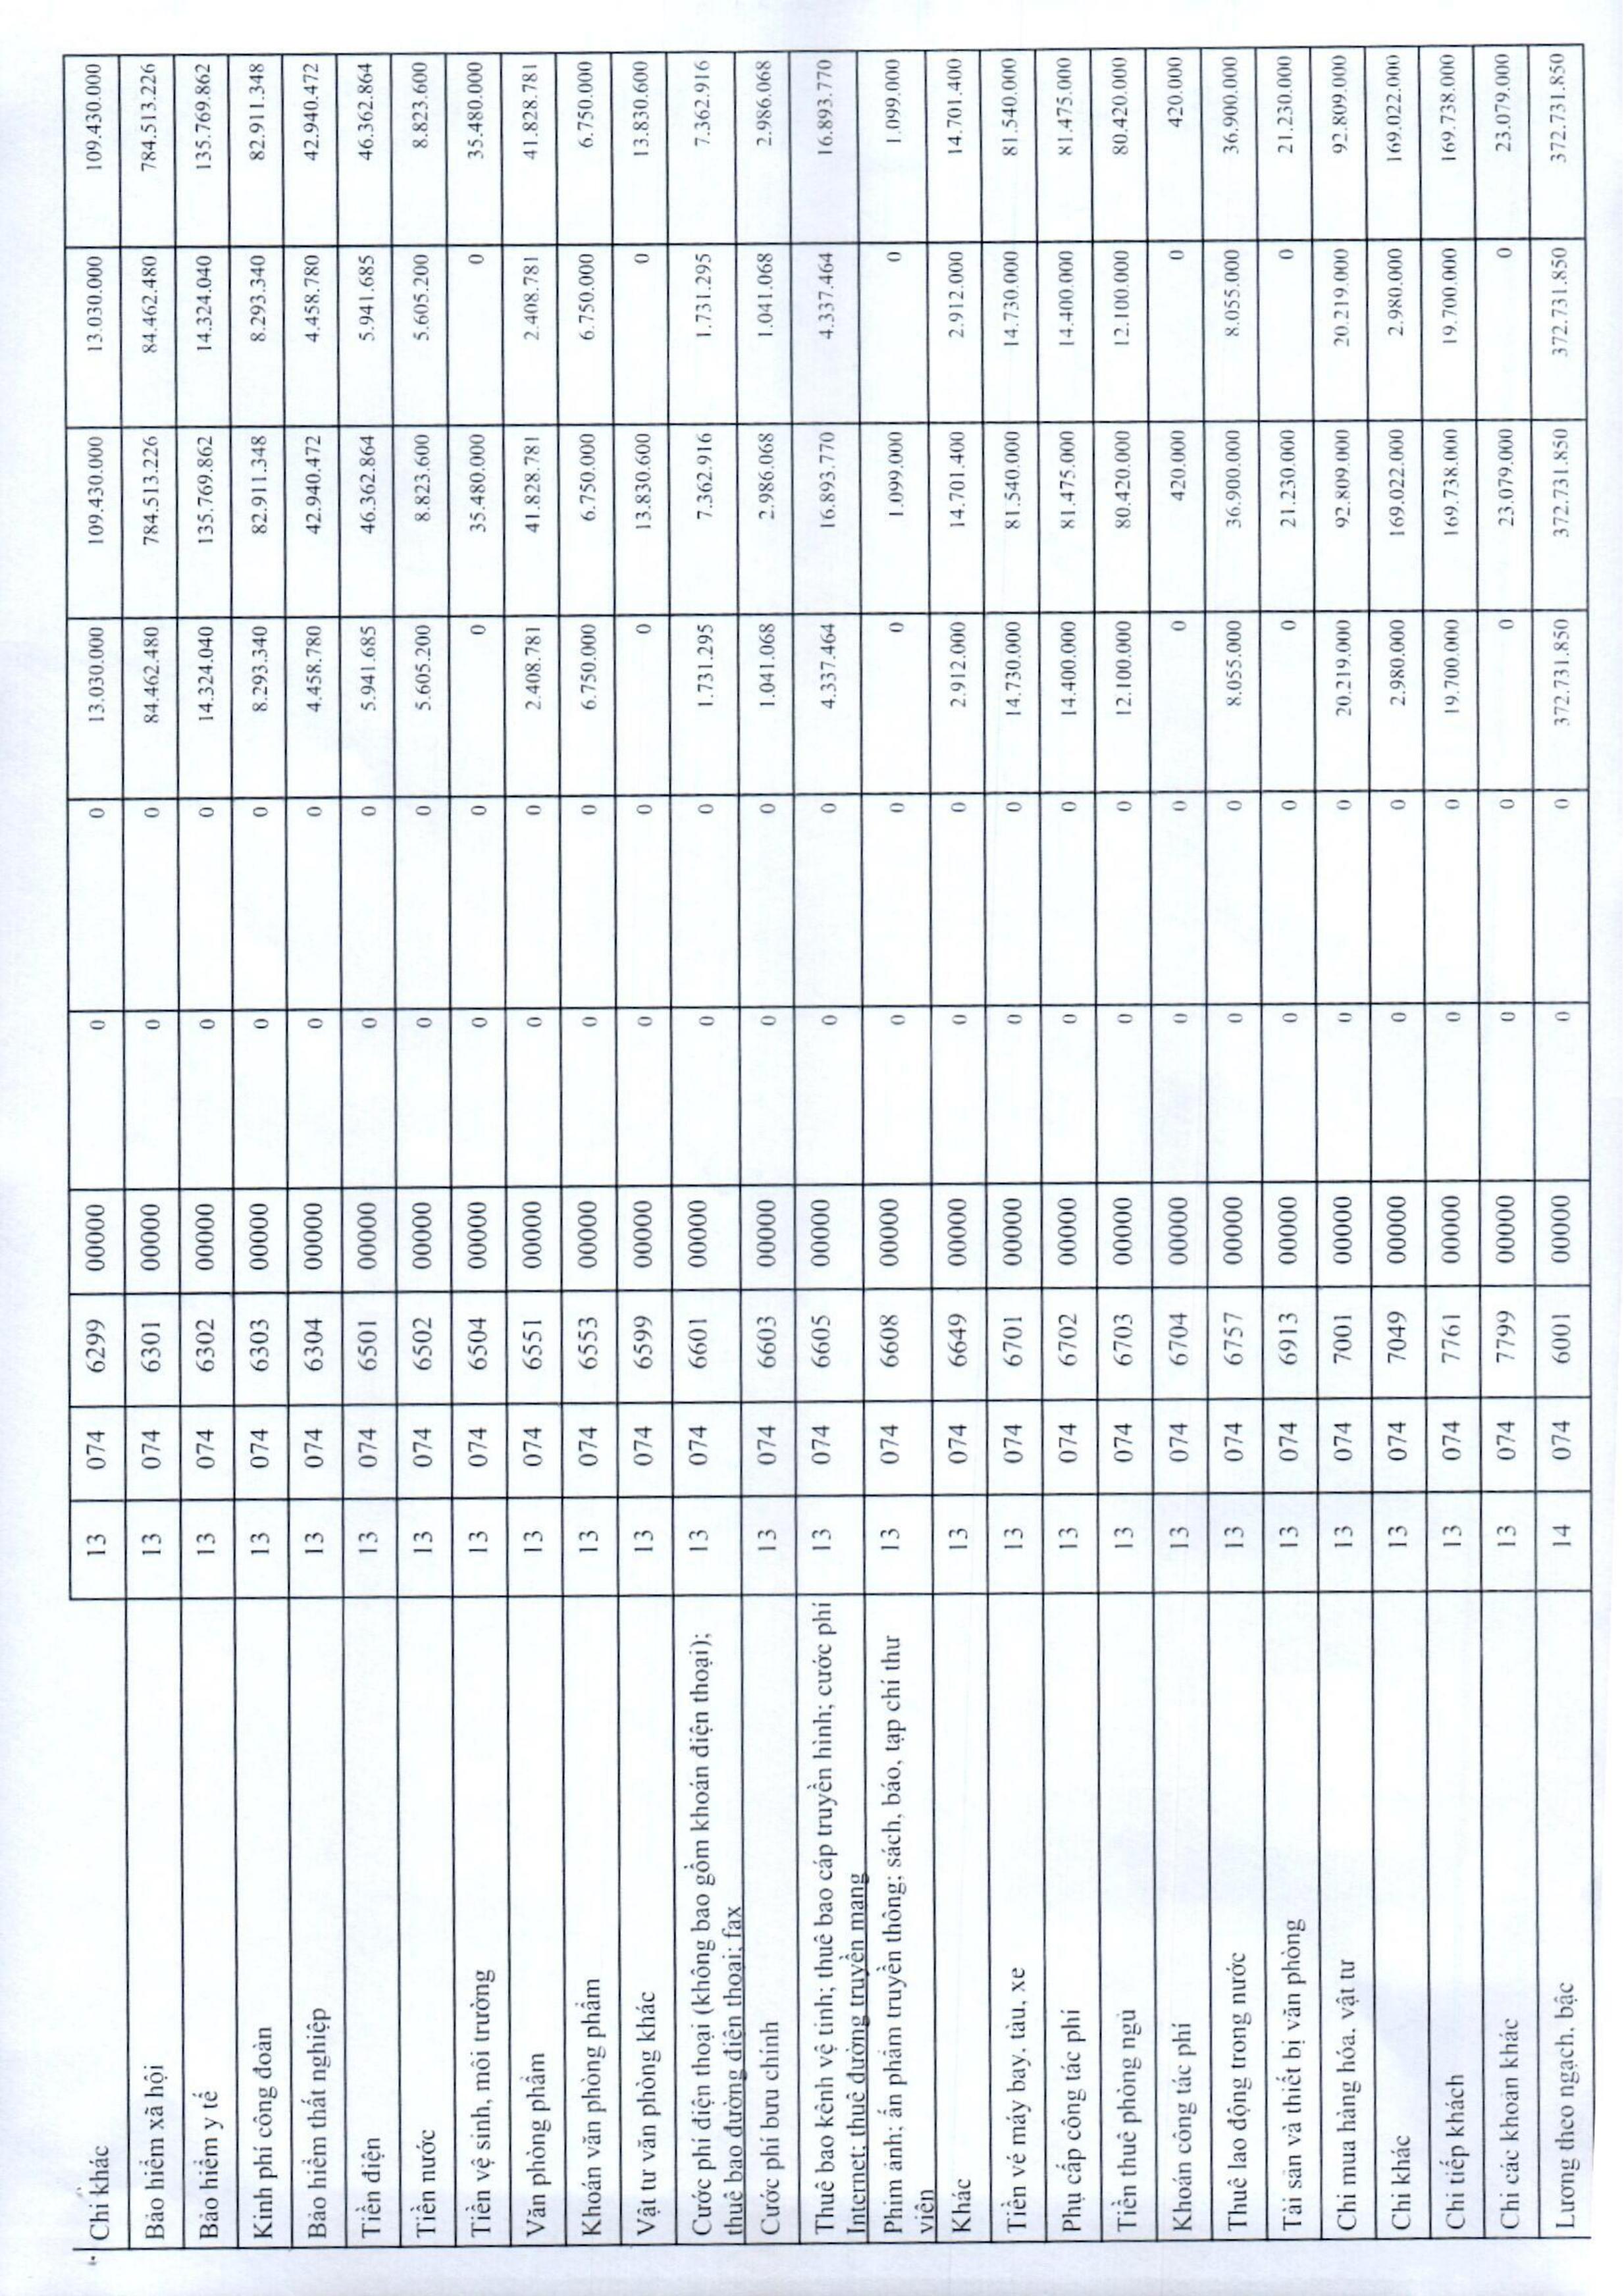 Chi khác 13 074 6299 00000 0 0 13.030.000 109.430.000 13.030.000 109.430.000
Bảo hiểm xã hội 13 074 6301 00000 0 0 84.462.480 784.513.226 84.462.480 784.513.226
Bảo hiểm y tế 13 074 6302 00000 0 0 14.324.040 135.769.862 14.324.040 135.769.862
Kinh phí công đoàn 13 074 6303 00000 0 0 8.293.340 82.911.348 8.293.340 82.911.348
Bảo hiểm thất nghiệp 13 074 6304 00000 0 0 4.458.780 42.940.472 4.458.780 42.940.472
Tiền điện 13 074 6501 00000 0 0 5.941.685 46.362.864 5.941.685 46.362.864
Tiền nước 13 074 6502 00000 0 0 5.605.200 8.823.600 5.605.200 8.823.600
Tiền vệ sinh, môi trường 13 074 6504 00000 0 0 0 35.480.000 0 35.480.000
Văn phòng phẩm 13 074 6551 00000 0 0 2.408.781 41.828.781 2.408.781 41.828.781
Khoán văn phòng phẩm 13 074 6553 00000 0 0 6.750.000 6.750.000 6.750.000 6.750.000
Vật tư văn phòng khác 13 074 6599 00000 0 0 0 13.830.600 0 13.830.600
Cước phí điện thoại (không bao gồm khoán điện thoại); 13 074 6601 00000 0 0 1.731.295 7.362.916 1.731.295 7.362.916
thuê bao đường điện thoại; fax
Cước phí bưu chính 13 074 6603 00000 0 0 1.041.068 2.986.068 1.041.068 2.986.068
Thuê bao kênh vệ tinh; thuê bao cáp truyền hình; cước phí 13 074 6605 00000 0 0 4.337.464 16.893.770 4.337.464 16.893.770
Internet; thuê đường truyền mạng
Phim ảnh; ấn phẩm truyền thông; sách, báo, tạp chí thư 13 074 6608 00000 0 0 0 1.099.000 0 1.099.000
viện
Khác 13 074 6649 00000 0 0 2.912.000 14.701.400 2.912.000 14.701.400
Tiền vé máy bay, tàu, xe 13 074 6701 00000 0 0 14.730.000 81.540.000 14.730.000 81.540.000
Phụ cấp công tác phí 13 074 6702 00000 0 0 14.400.000 81.475.000 14.400.000 81.475.000
Tiền thuê phòng ngủ 13 074 6703 00000 0 0 12.100.000 80.420.000 12.100.000 80.420.000
Khoán công tác phí 13 074 6704 00000 0 0 0 420.000 0 420.000
Thuê lao động trong nước 13 074 6757 00000 0 0 8.055.000 36.900.000 8.055.000 36.900.000
Tài sản và thiết bị văn phòng 13 074 6913 00000 0 0 0 21.230.000 0 21.230.000
Chi mua hàng hóa, vật tư 13 074 7001 00000 0 0 20.219.000 92.809.000 20.219.000 92.809.000
Chi khác 13 074 7049 00000 0 0 2.980.000 169.022.000 2.980.000 169.022.000
Chi tiếp khách 13 074 7761 00000 0 0 19.700.000 169.738.000 19.700.000 169.738.000
Chi các khoản khác 13 074 7799 00000 0 0 0 23.079.000 0 23.079.000
Lương theo ngạch, bậc 14 074 6001 00000 0 0 372.731.850 372.731.850 372.731.850 372.731.850